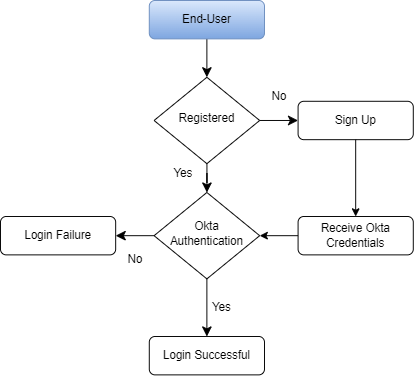 End-User
Registered
No
Sign Up
Yes
Okta
Authentication
Receive Okta
Credentials
Login Failure
No
Yes
Login Successful